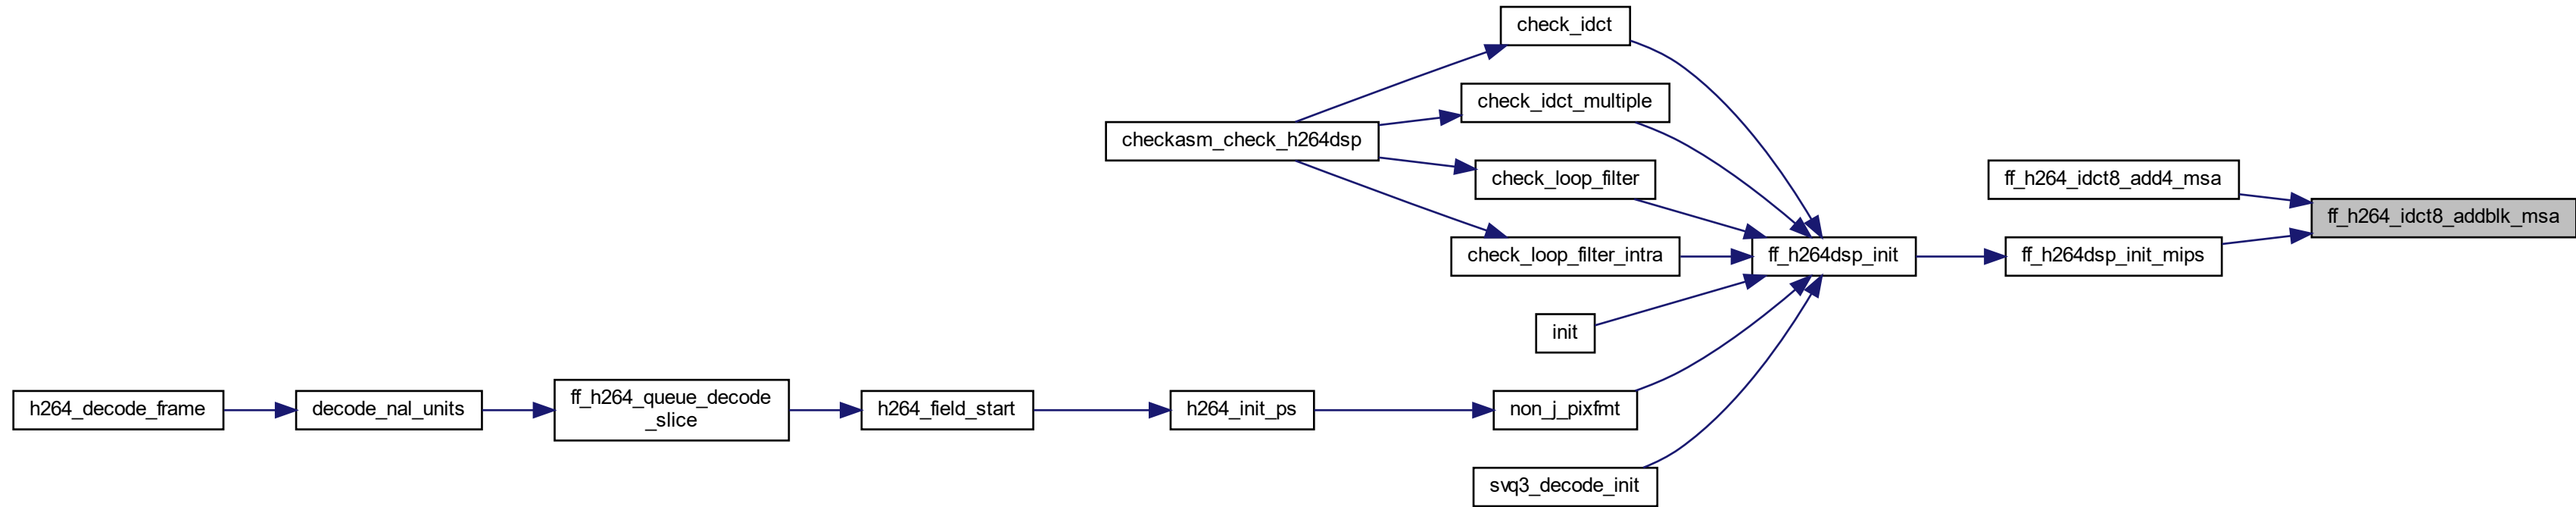 check_idct
check_idct_multiple
checkasm_check_h264dsp
check_loop_filter
ff_h264_idct8_add4_msa
ff_h264_idct8_addblk_msa
check_loop_filter_intra
ff_h264dsp_init
ff_h264dsp_init_mips
init
h264_decode_frame
decode_nal_units
ff_h264_queue_decode
_slice
h264_field_start
h264_init_ps
non_j_pixfmt
svq3_decode_init